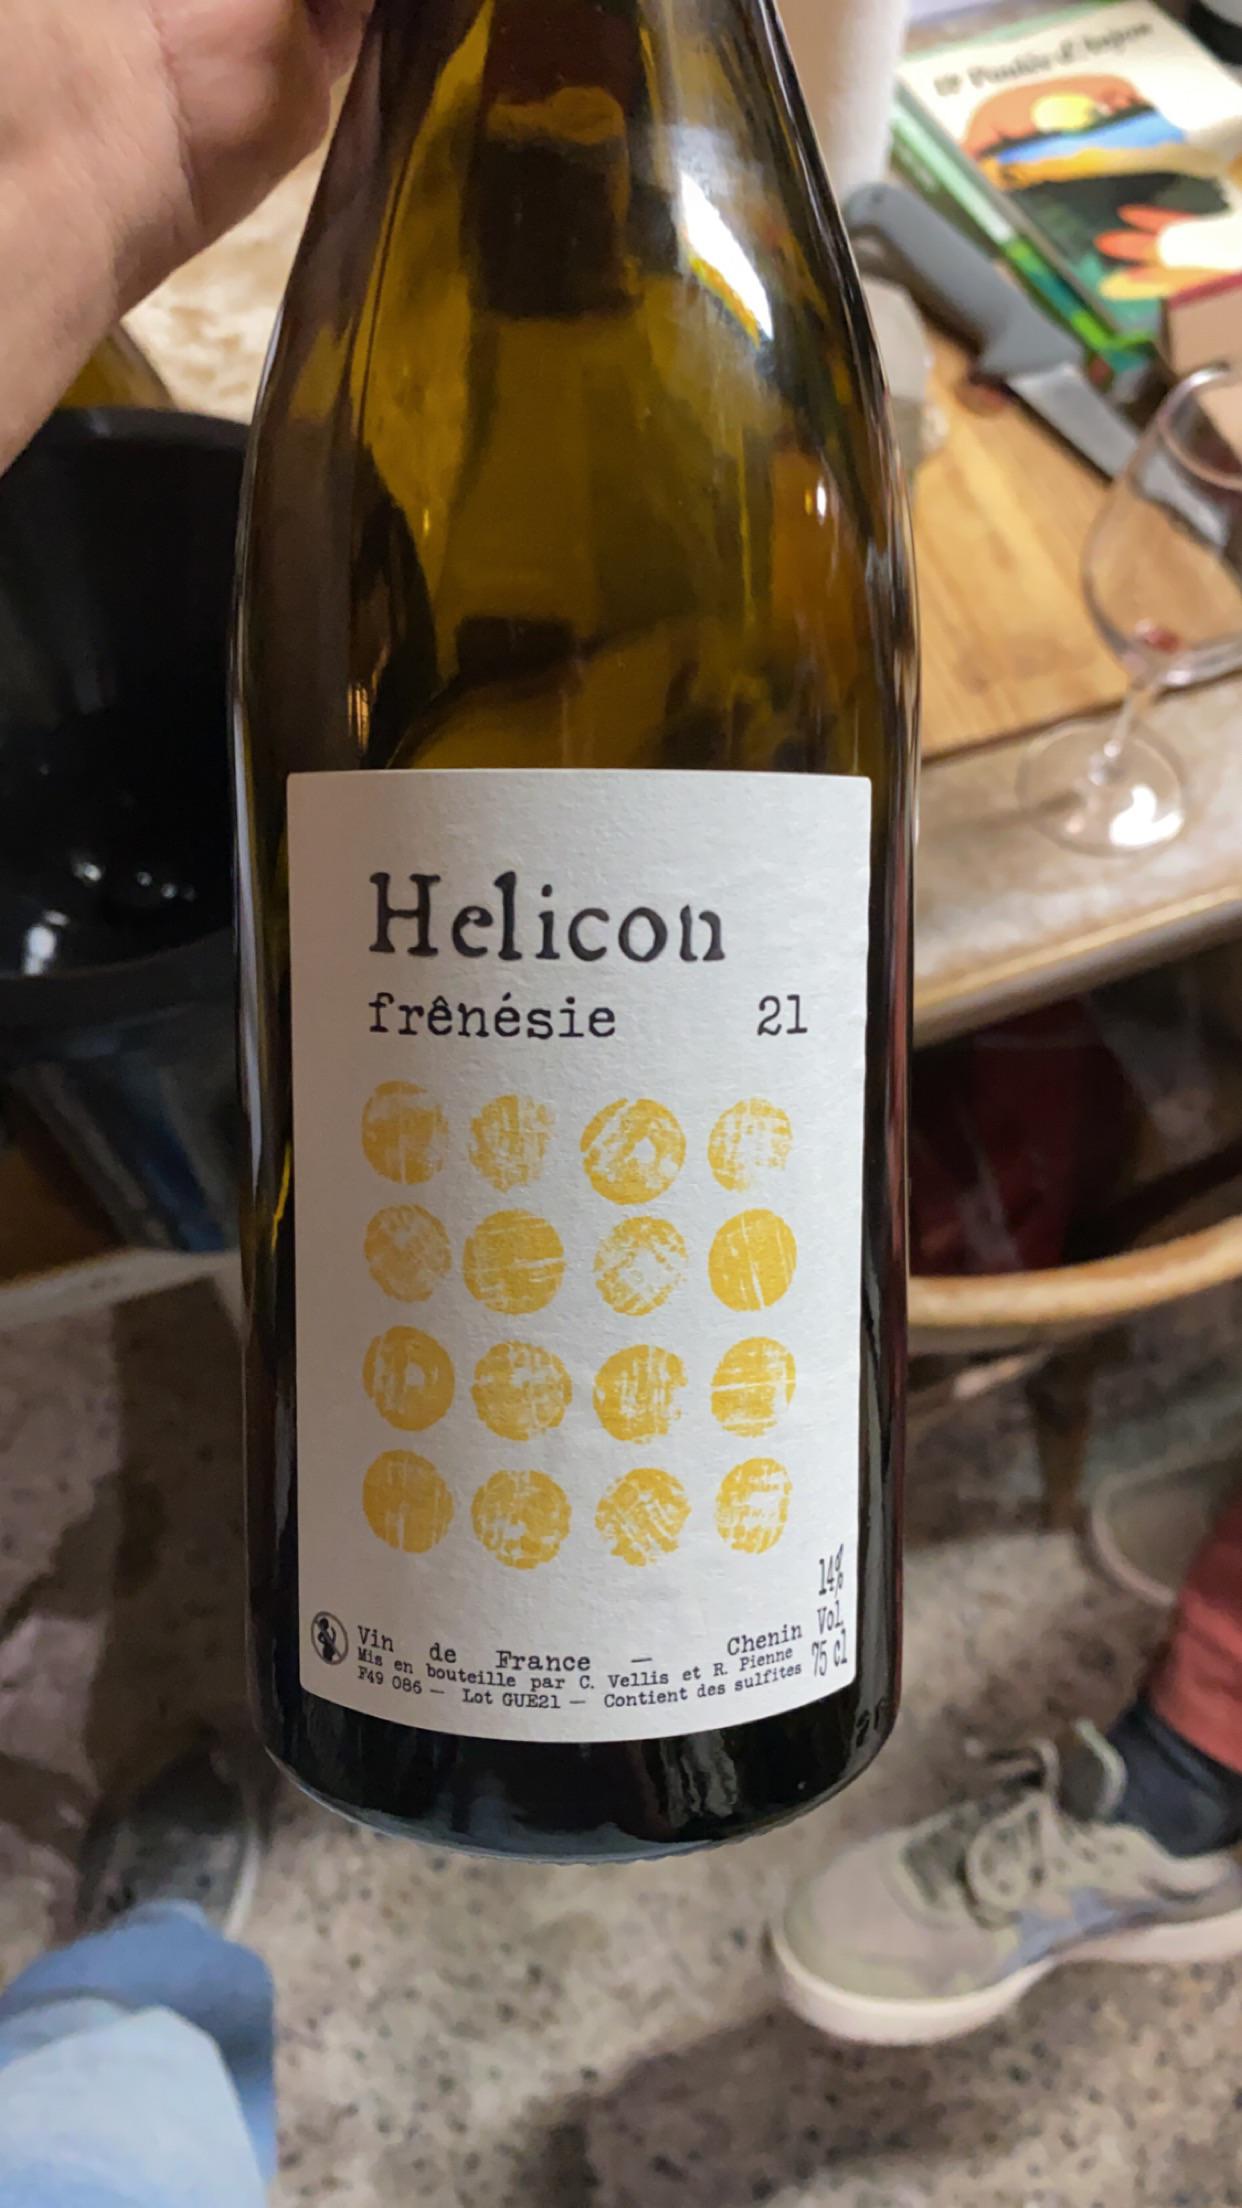 Helicon
frênésie 21
14%
Vol.
75 cl
Vin de France — Chenin
Mis en bouteille par C. Vellis et R. Pienne
F49 086 — Lot GUE21 — Contient des sulfites